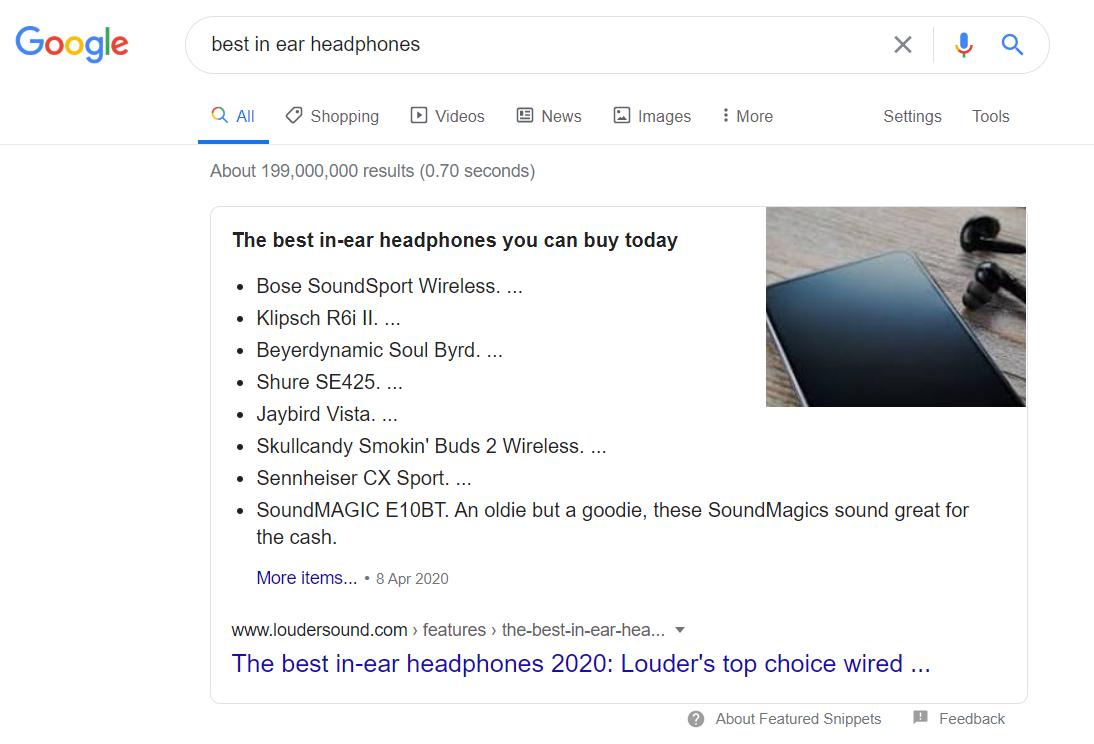 Google
best in ear headphones
All Shopping Videos News Images More Settings Tools
About 199,000,000 results (0.70 seconds)
The best in-ear headphones you can buy today
• Bose SoundSport Wireless. ...
• Klipsch R6i II. ...
• Beyerdynamic Soul Byrd. ...
• Shure SE425. ...
• Jaybird Vista. ...
• Skullcandy Smokin' Buds 2 Wireless. ...
• Sennheiser CX Sport. ...
• SoundMAGIC E10BT. An oldie but a goodie, these SoundMagics sound great for
the cash.
More items... • 8 Apr 2020
www.loudersound.com › features › the-best-in-ear-hea...
The best in-ear headphones 2020: Louder's top choice wired ...
About Featured Snippets Feedback